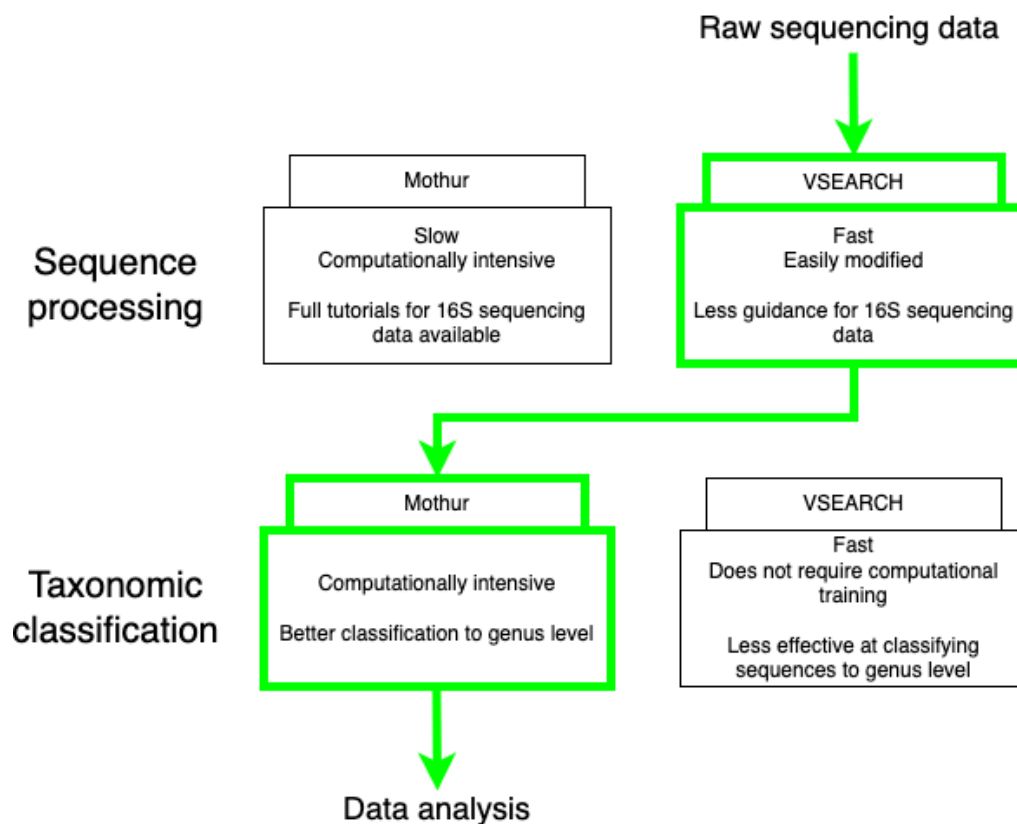 Raw sequencing data
Sequence
processing
Mothur
Slow
Computationally intensive
Full tutorials for 16S sequencing
data available
VSEARCH
Fast
Easily modified
Less guidance for 16S sequencing
data
Taxonomic
classification
Mothur
Computationally intensive
Better classification to genus level
VSEARCH
Fast
Does not require computational
training
Less effective at classifying
sequences to genus level
Data analysis